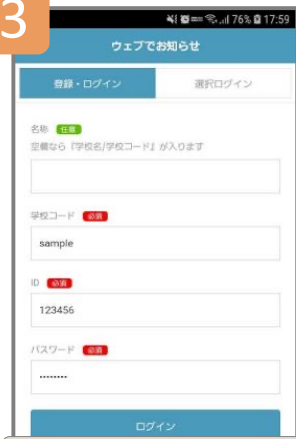 3
76% 17:59
ウェブでお知らせ
登録・ログイン 選択ログイン
名称 任意
空欄なら『学校名/学校コード』が入ります
学校コード 必須
sample
ID 必須
123456
パスワード 必須
••••••••
ログイン